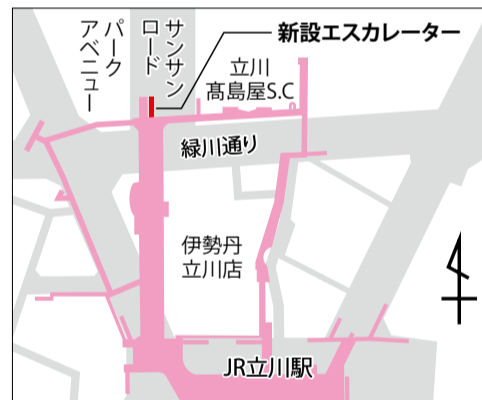 パーク
アベニュー
サンサン
ロード
新設エスカレーター
立川
髙島屋S.C
緑川通り
伊勢丹
立川店
JR立川駅